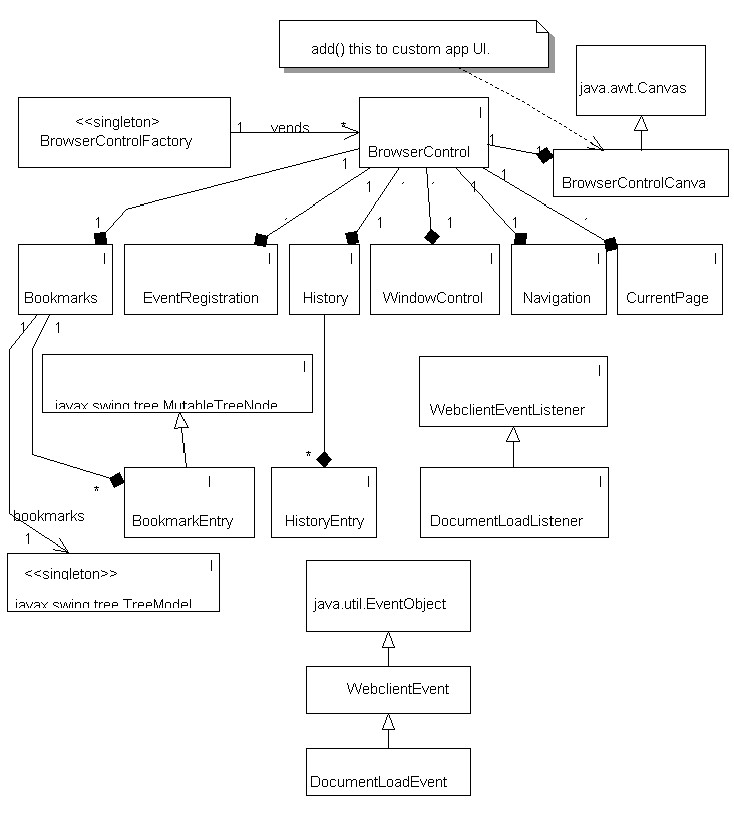 add() this to custom app UI.
java.awt.Canvas
<<singleton>
BrowserControlFactory
1
vends
*
I
BrowserControl
1
1
BrowserControlCanva
1
1
1
1
1
1
1
1
I
Bookmarks
I
EventRegistration
I
History
I
WindowControl
I
Navigation
I
CurrentPage
1
1
I
javax.swing.tree.MutableTreeNode
I
WebclientEventListener
*
*
I
BookmarkEntry
I
HistoryEntry
I
DocumentLoadListener
bookmarks
1
I
<<singleton>>
javax.swing.tree.TreeModel
java.util.EventObject
WebclientEvent
DocumentLoadEvent